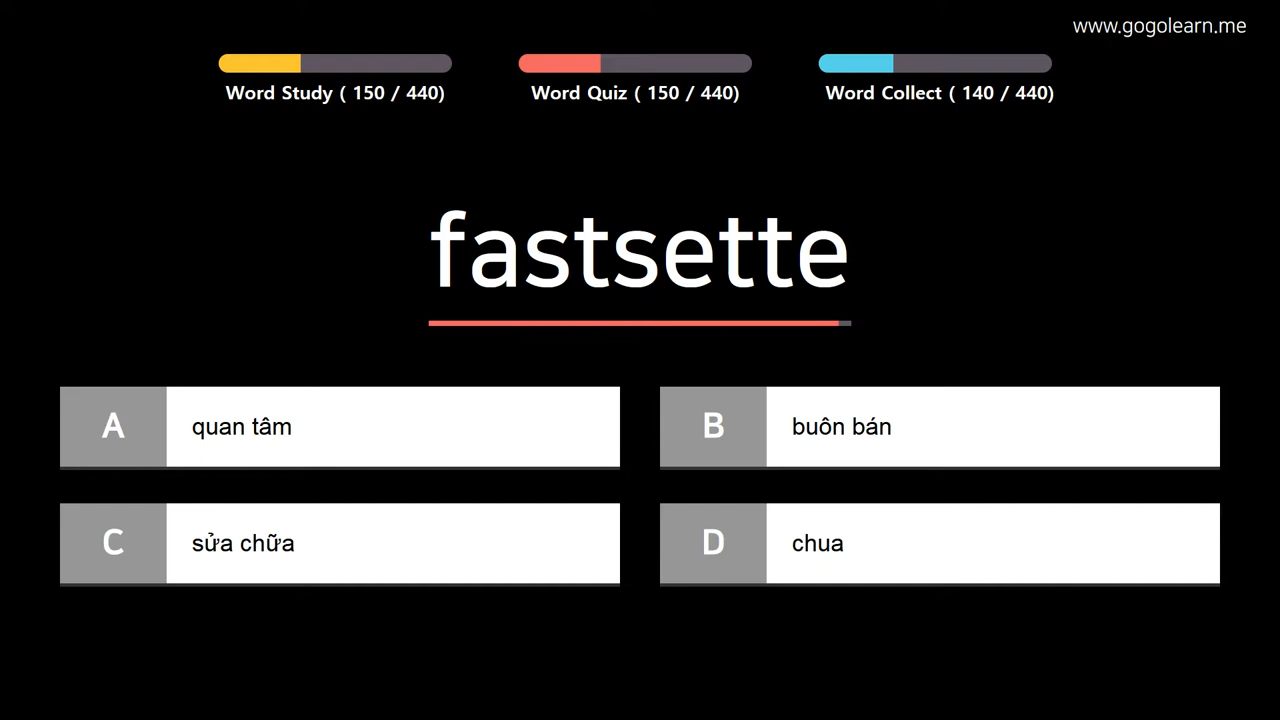 www.gogolearn.me
Word Study ( 150 / 440)
Word Quiz ( 150 / 440)
Word Collect ( 140 / 440)
fastsette
A quan tâm
B buôn bán
C sửa chữa
D chua